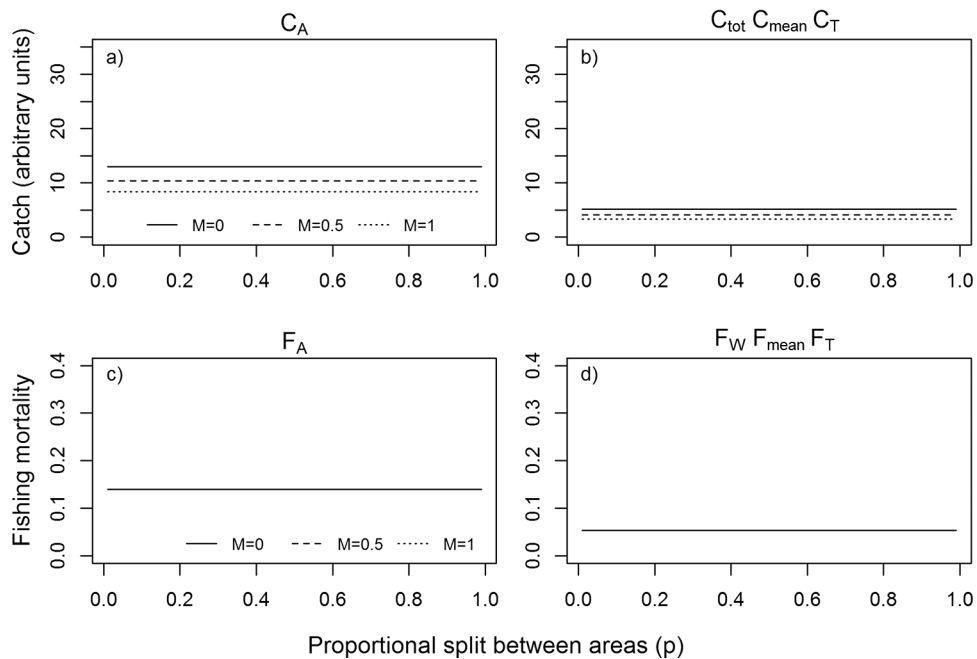 C_A
C_tot C_mean C_T
Catch (arbitrary units)
a)
30
20
10
0
M=0 M=0.5 M=1
0.0 0.2 0.4 0.6 0.8 1.0
b)
30
20
10
0
0.0 0.2 0.4 0.6 0.8 1.0
F_A
F_W F_mean F_T
Fishing mortality
c)
0.4
0.3
0.2
0.1
0.0
M=0 M=0.5 M=1
0.0 0.2 0.4 0.6 0.8 1.0
d)
0.4
0.3
0.2
0.1
0.0
0.0 0.2 0.4 0.6 0.8 1.0
Proportional split between areas (p)